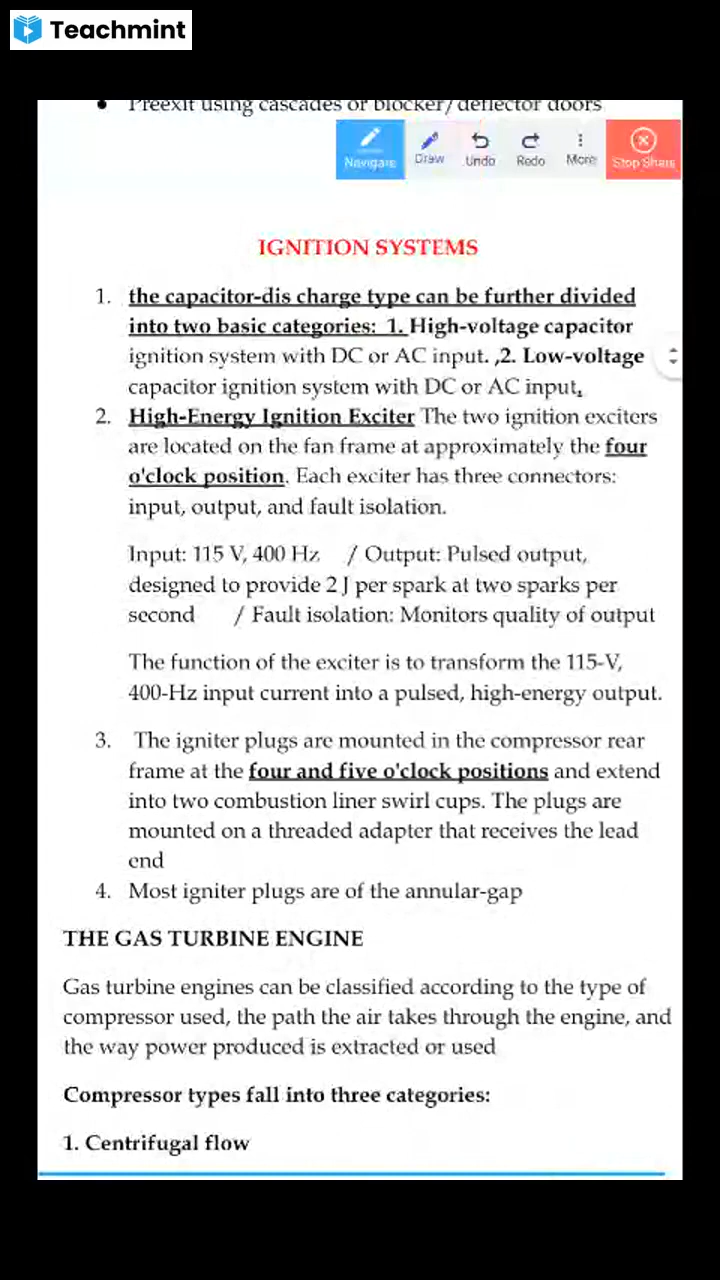 Teachmint
Preexit using cascades or blocker/deflector doors
Navigate Draw Undo Redo More Stop Share
IGNITION SYSTEMS
1. the capacitor-dis charge type can be further divided
into two basic categories: 1. High-voltage capacitor
ignition system with DC or AC input. ,2. Low-voltage
capacitor ignition system with DC or AC input,
2. High-Energy Ignition Exciter The two ignition exciters
are located on the fan frame at approximately the four
o'clock position. Each exciter has three connectors:
input, output, and fault isolation.
Input: 115 V, 400 Hz / Output: Pulsed output,
designed to provide 2 J per spark at two sparks per
second / Fault isolation: Monitors quality of output
The function of the exciter is to transform the 115-V,
400-Hz input current into a pulsed, high-energy output.
3. The igniter plugs are mounted in the compressor rear
frame at the four and five o'clock positions and extend
into two combustion liner swirl cups. The plugs are
mounted on a threaded adapter that receives the lead
end
4. Most igniter plugs are of the annular-gap
THE GAS TURBINE ENGINE
Gas turbine engines can be classified according to the type of
compressor used, the path the air takes through the engine, and
the way power produced is extracted or used
Compressor types fall into three categories:
1. Centrifugal flow